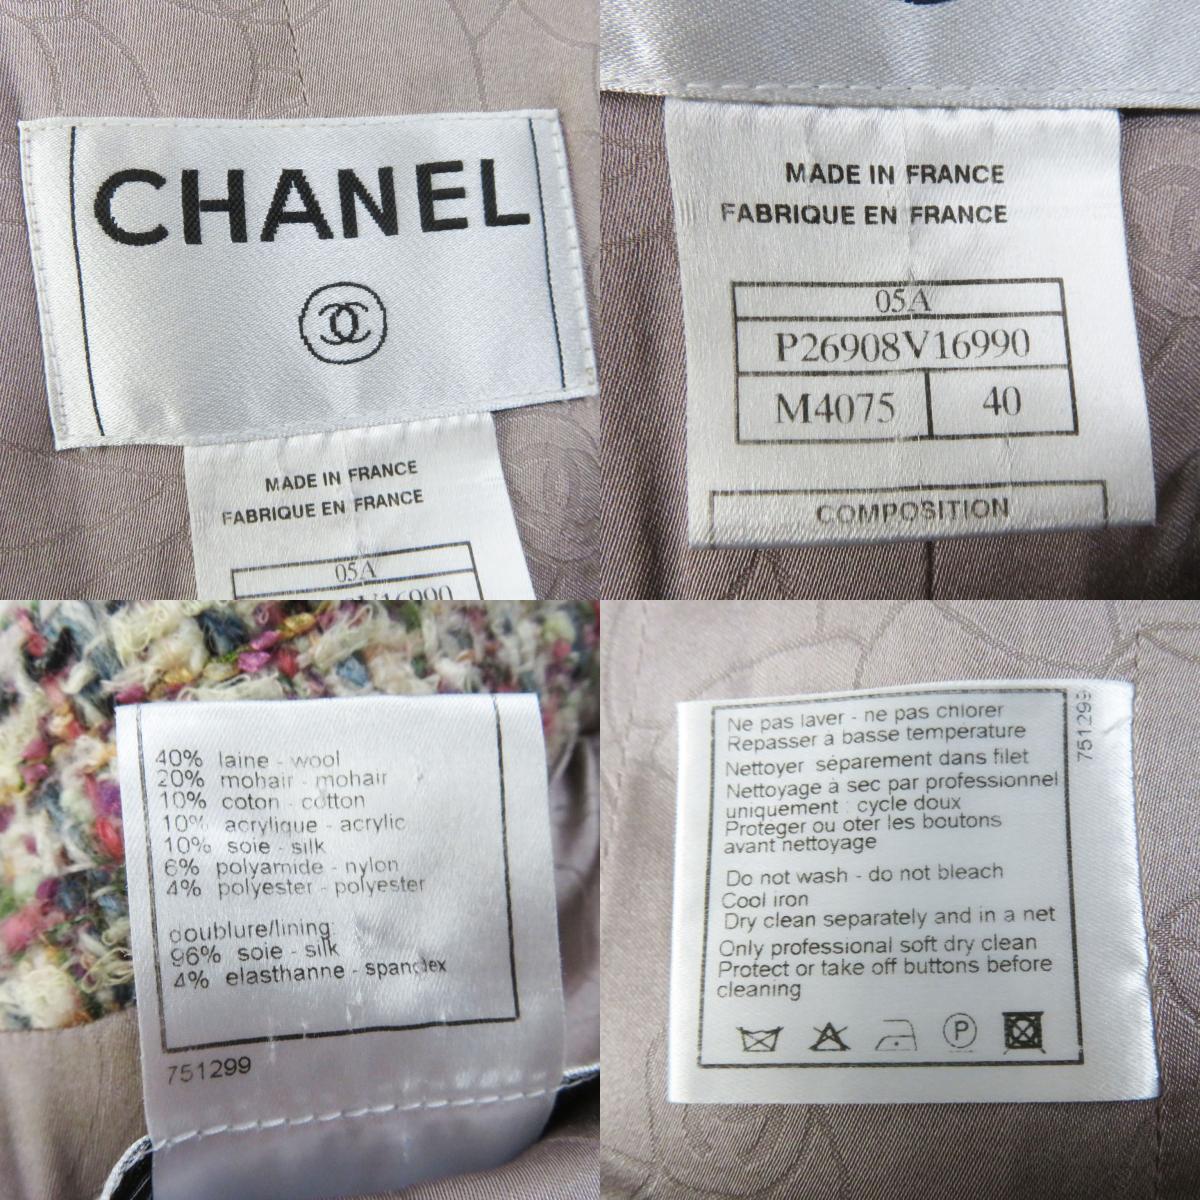 CHANEL
MADE IN FRANCE
FABRIQUE EN FRANCE
05A
MADE IN FRANCE
FABRIQUE EN FRANCE
05A
P26908V16990
M4075 40
COMPOSITION
40% laine - wool
20% mohair - mohair
10% coton - cotton
10% acrylique - acrylic
10% soie - silk
6% polyamide - nylon
4% polyester - polyester
doublure/lining:
96% soie - silk
4% elasthanne - spandex
751299
751299
Ne pas laver - ne pas chlorer
Repasser à basse temperature
Nettoyer séparement dans filet
Nettoyage à sec par professionnel
uniquement : cycle doux
Proteger ou oter les boutons
avant nettoyage
Do not wash - do not bleach
Cool iron
Dry clean separately and in a net
Only professional soft dry clean
Protect or take off buttons before
cleaning
P